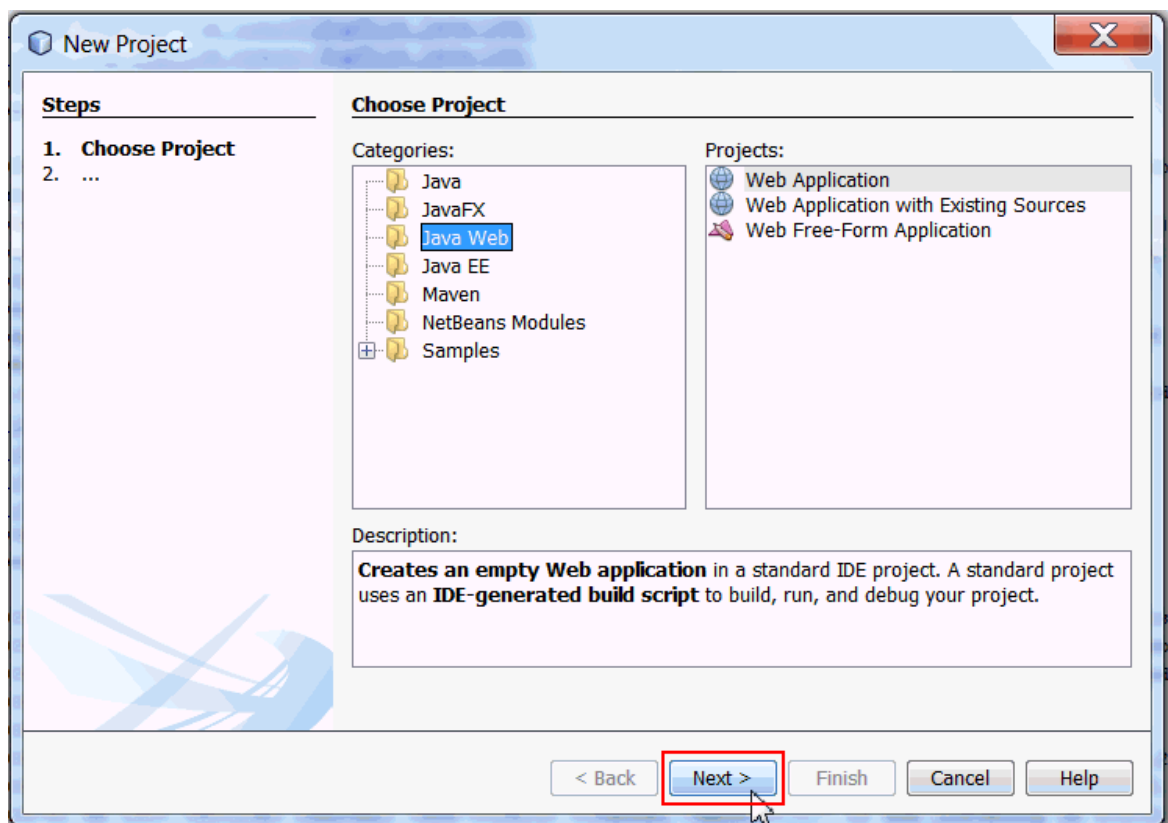 New Project
Steps
1. Choose Project
2. ...
Choose Project
Categories:
Java
JavaFX
Java Web
Java EE
Maven
NetBeans Modules
Samples
Projects:
Web Application
Web Application with Existing Sources
Web Free-Form Application
Description:
Creates an empty Web application in a standard IDE project. A standard project
uses an IDE-generated build script to build, run, and debug your project.
< Back Next > Finish Cancel Help